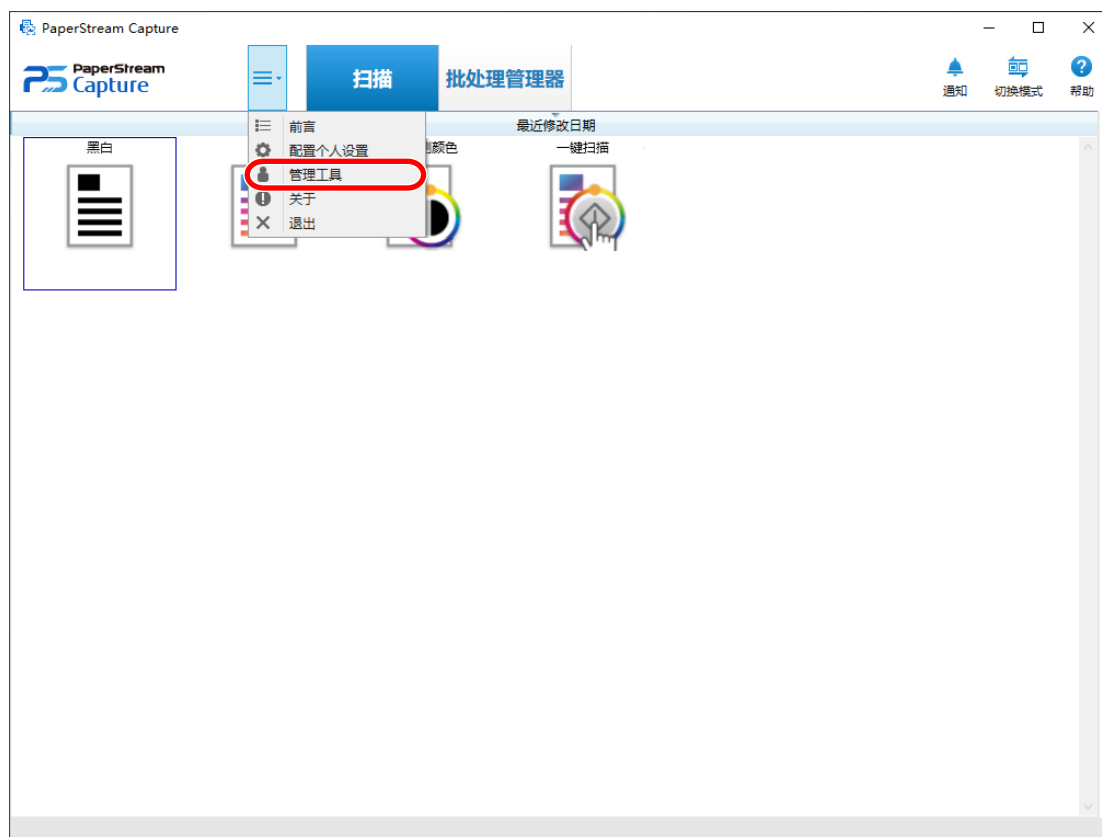 PaperStream Capture
PaperStream
Capture
扫描
批处理管理器
通知
切换模式
帮助
最近修改日期
前言
配置个人设置
管理工具
关于
退出
黑白
颜色
一键扫描